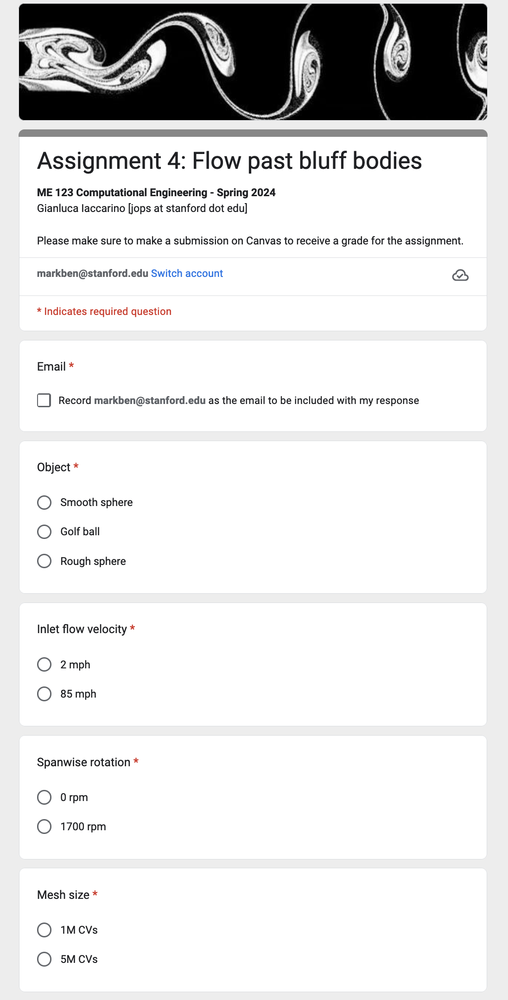 Assignment 4: Flow past bluff bodies
ME 123 Computational Engineering - Spring 2024
Gianluca Iaccarino [jops at stanford dot edu]
Please make sure to make a submission on Canvas to receive a grade for the assignment.
markben@stanford.edu Switch account
* Indicates required question
Email *
Record markben@stanford.edu as the email to be included with my response
Object *
Smooth sphere
Golf ball
Rough sphere
Inlet flow velocity *
2 mph
85 mph
Spanwise rotation *
0 rpm
1700 rpm
Mesh size *
1M CVs
5M CVs